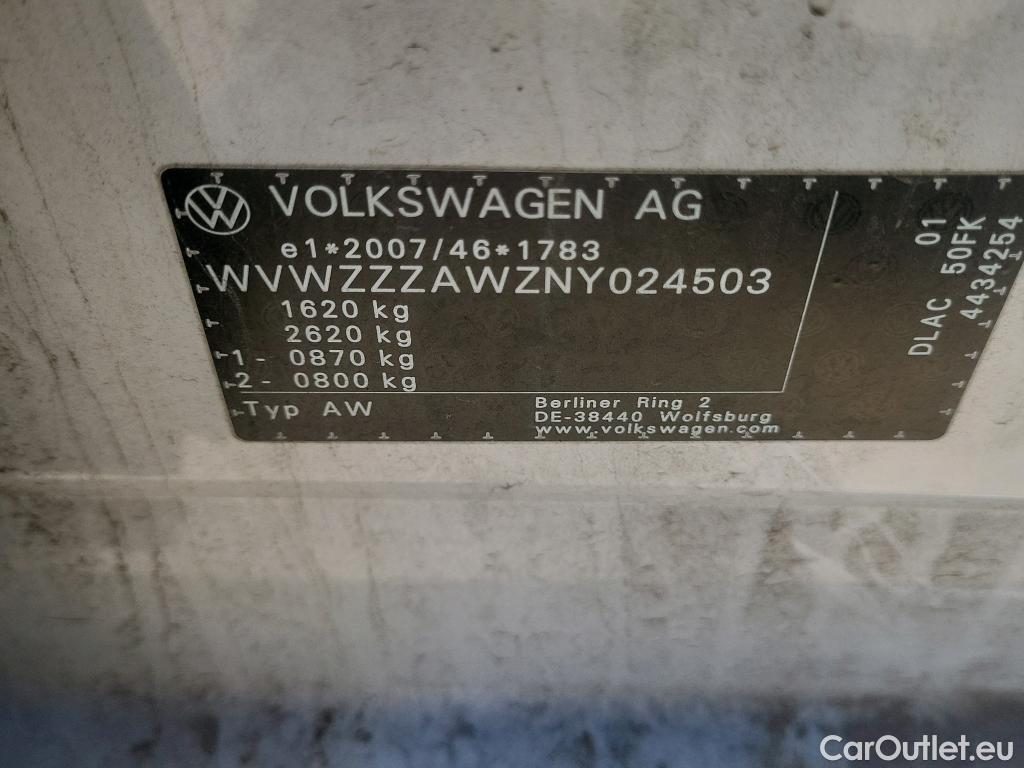 VOLKSWAGEN AG
e1*2007/46*1783
WVWZZZAWZNY024503
1620 kg
2620 kg
1- 0870 kg
2- 0800 kg
Typ AW
Berliner Ring 2
DE-38440 Wolfsburg
www.volkswagen.com
01
DLAC 50FK
4434254
CarOutlet.eu